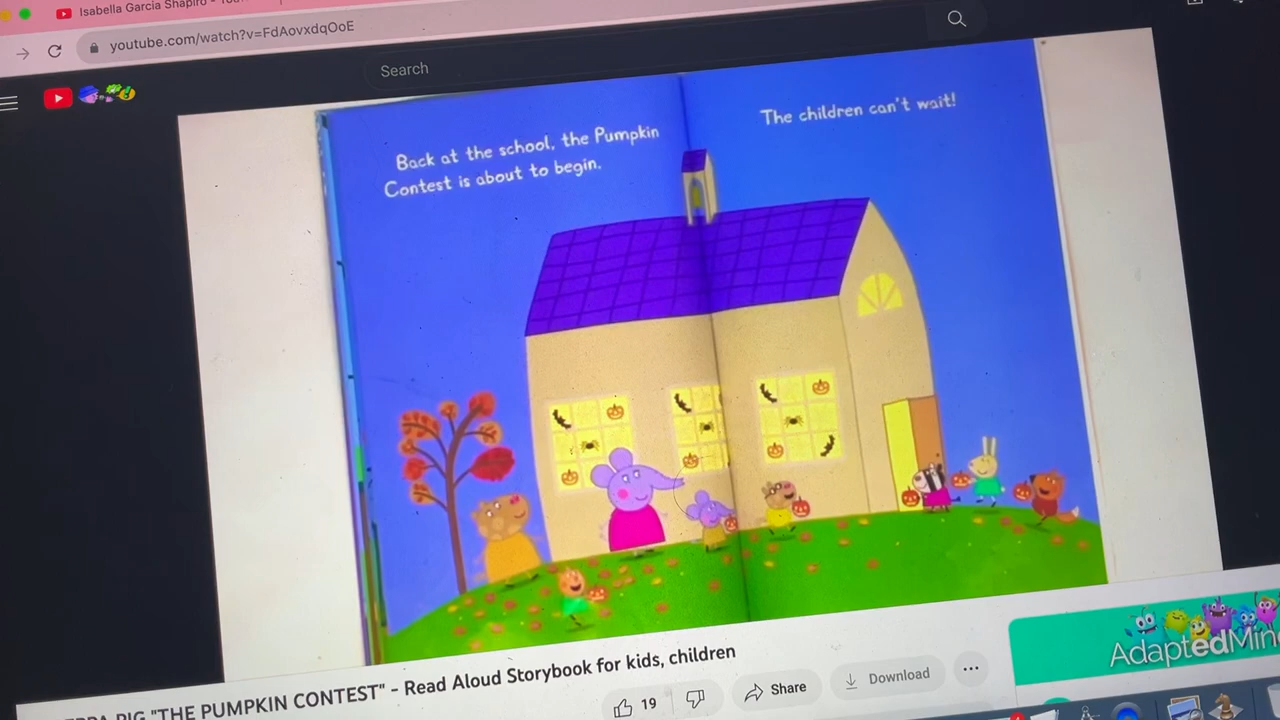 Isabella Garcia Shapiro -
youtube.com/watch?v=FdAovxdqOoE
Search
Back at the school, the Pumpkin
Contest is about to begin.
The children can't wait!
PIG "THE PUMPKIN CONTEST" - Read Aloud Storybook for kids, children
19
Share
Download
AdaptedMin